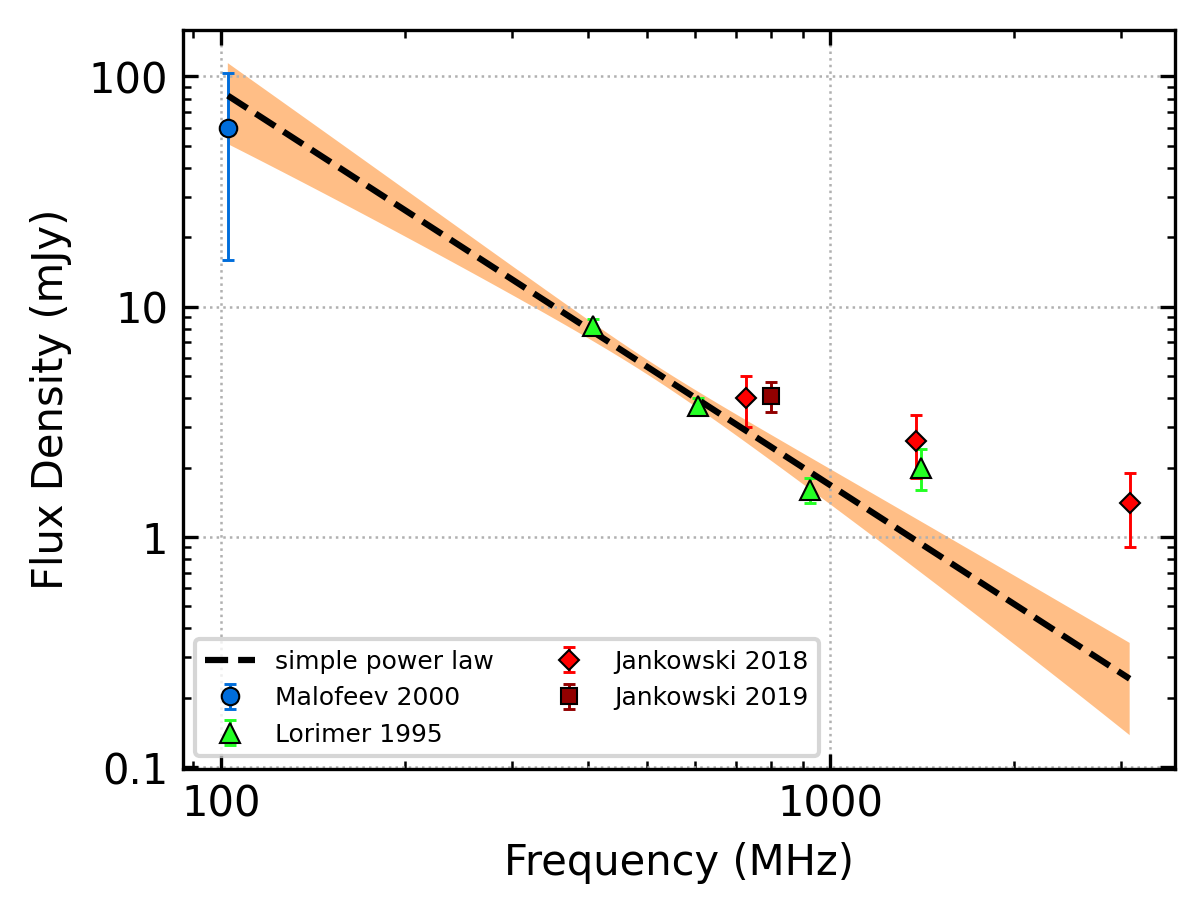 100
10
1
0.1
Flux Density (mJy)
simple power law
Malofeev 2000
Lorimer 1995
Jankowski 2018
Jankowski 2019
100
1000
Frequency (MHz)